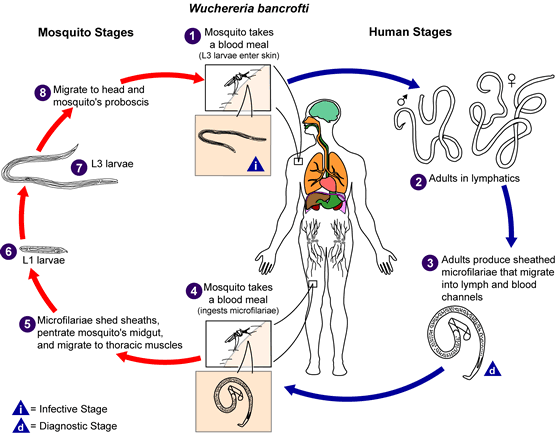 Wuchereria bancrofti
Mosquito Stages
Human Stages
1 Mosquito takes
a blood meal
(L3 larvae enter skin)
i
♂
♀
2 Adults in lymphatics
3 Adults produce sheathed
microfilariae that migrate
into lymph and blood
channels
d
4 Mosquito takes
a blood meal
(ingests microfilariae)
5 Microfilariae shed sheaths,
pentrate mosquito's midgut,
and migrate to thoracic muscles
6
L1 larvae
7 L3 larvae
8 Migrate to head and
mosquito's proboscis
i = Infective Stage
d = Diagnostic Stage